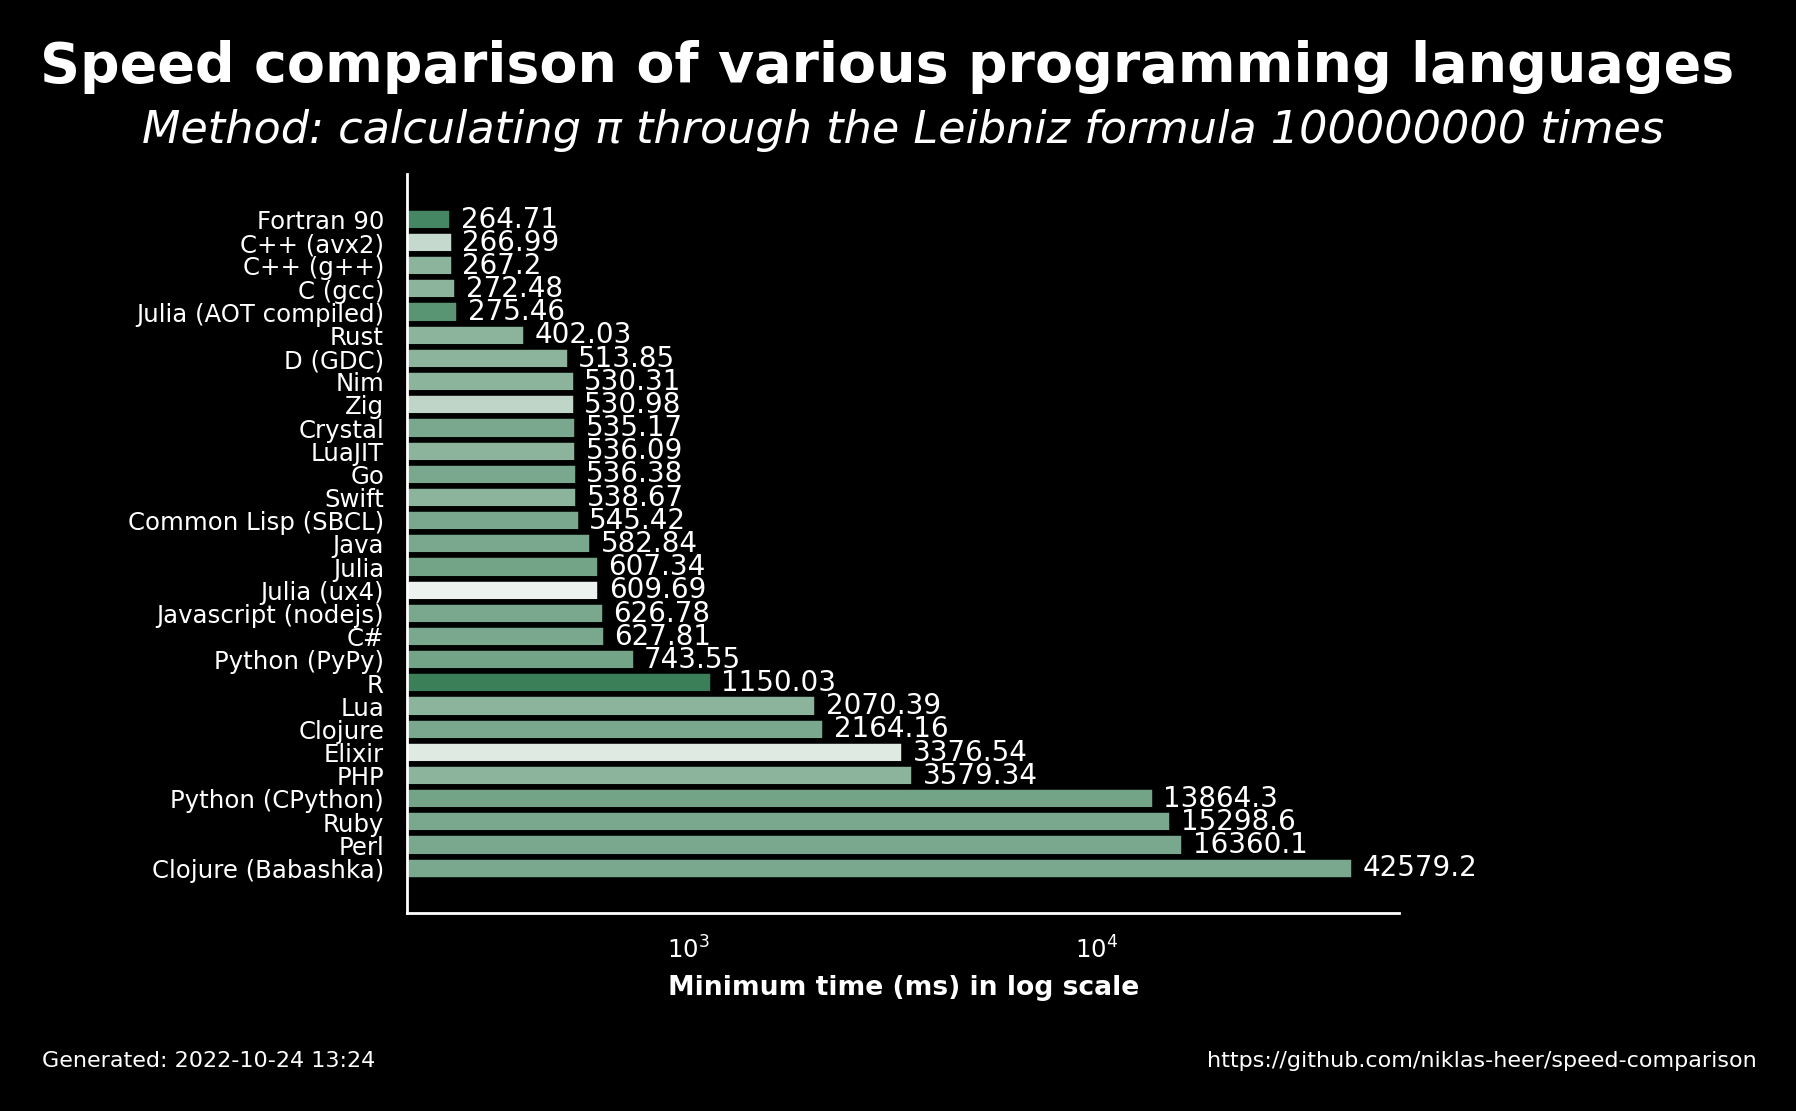 Speed comparison of various programming languages
Method: calculating π through the Leibniz formula 100000000 times
Fortran 90 264.71
C++ (avx2) 266.99
C++ (g++) 267.2
C (gcc) 272.48
Julia (AOT compiled) 275.46
Rust 402.03
D (GDC) 513.85
Nim 530.31
Zig 530.98
Crystal 535.17
LuaJIT 536.09
Go 536.38
Swift 538.67
Common Lisp (SBCL) 545.42
Java 582.84
Julia 607.34
Julia (ux4) 609.69
Javascript (nodejs) 626.78
C# 627.81
Python (PyPy) 743.55
R 1150.03
Lua 2070.39
Clojure 2164.16
Elixir 3376.54
PHP 3579.34
Python (CPython) 13864.3
Ruby 15298.6
Perl 16360.1
Clojure (Babashka) 42579.2
10³ 10⁴
Minimum time (ms) in log scale
Generated: 2022-10-24 13:24 https://github.com/niklas-heer/speed-comparison